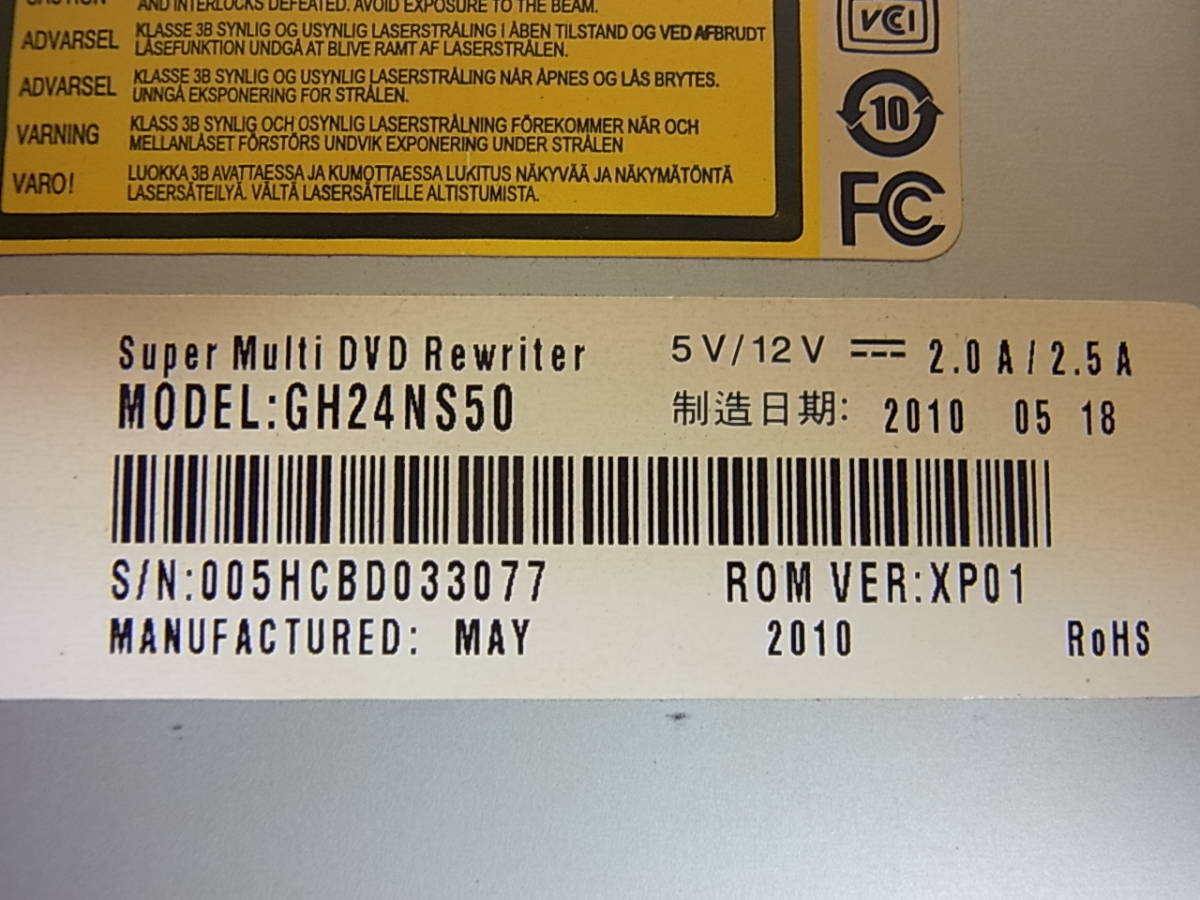 CAUTION AND INTERLOCKS DEFEATED. AVOID EXPOSURE TO THE BEAM.
ADVARSEL KLASSE 3B SYNLIG OG USYNLIG LASERSTRÅLING I ÅBEN TILSTAND OG VED AFBRUDT
LÅSEFUNKTION UNDGÅ AT BLIVE RAMT AF LASERSTRÅLEN.
ADVARSEL KLASSE 3B SYNLIG OG USYNLIG LASERSTRÅLING NÅR ÅPNES OG LÅS BRYTES.
UNNGÅ EKSPONERING FOR STRÅLEN.
VARNING KLASS 3B SYNLIG OCH OSYNLIG LASERSTRÅLNING FÖREKOMMER NÄR OCH
MELLANLÅSET FÖRSTÖRS UNDVIK EXPONERING UNDER STRÅLEN
VARO! LUOKKA 3B AVATTAESSA JA KUMOTTAESSA LUKITUS NÄKYVÄÄ JA NÄKYMÄTÖNTÄ
LASERSÄTEILYÄ. VÄLTÄ LASERSÄTEILLE ALTISTUMISTA.
VCCI
10
FCC
Super Multi DVD Rewriter 5V/12V 2.0A/2.5A
MODEL:GH24NS50 制造日期: 2010 05 18
S/N:005HCBD033077 ROM VER:XP01
MANUFACTURED: MAY 2010 RoHS